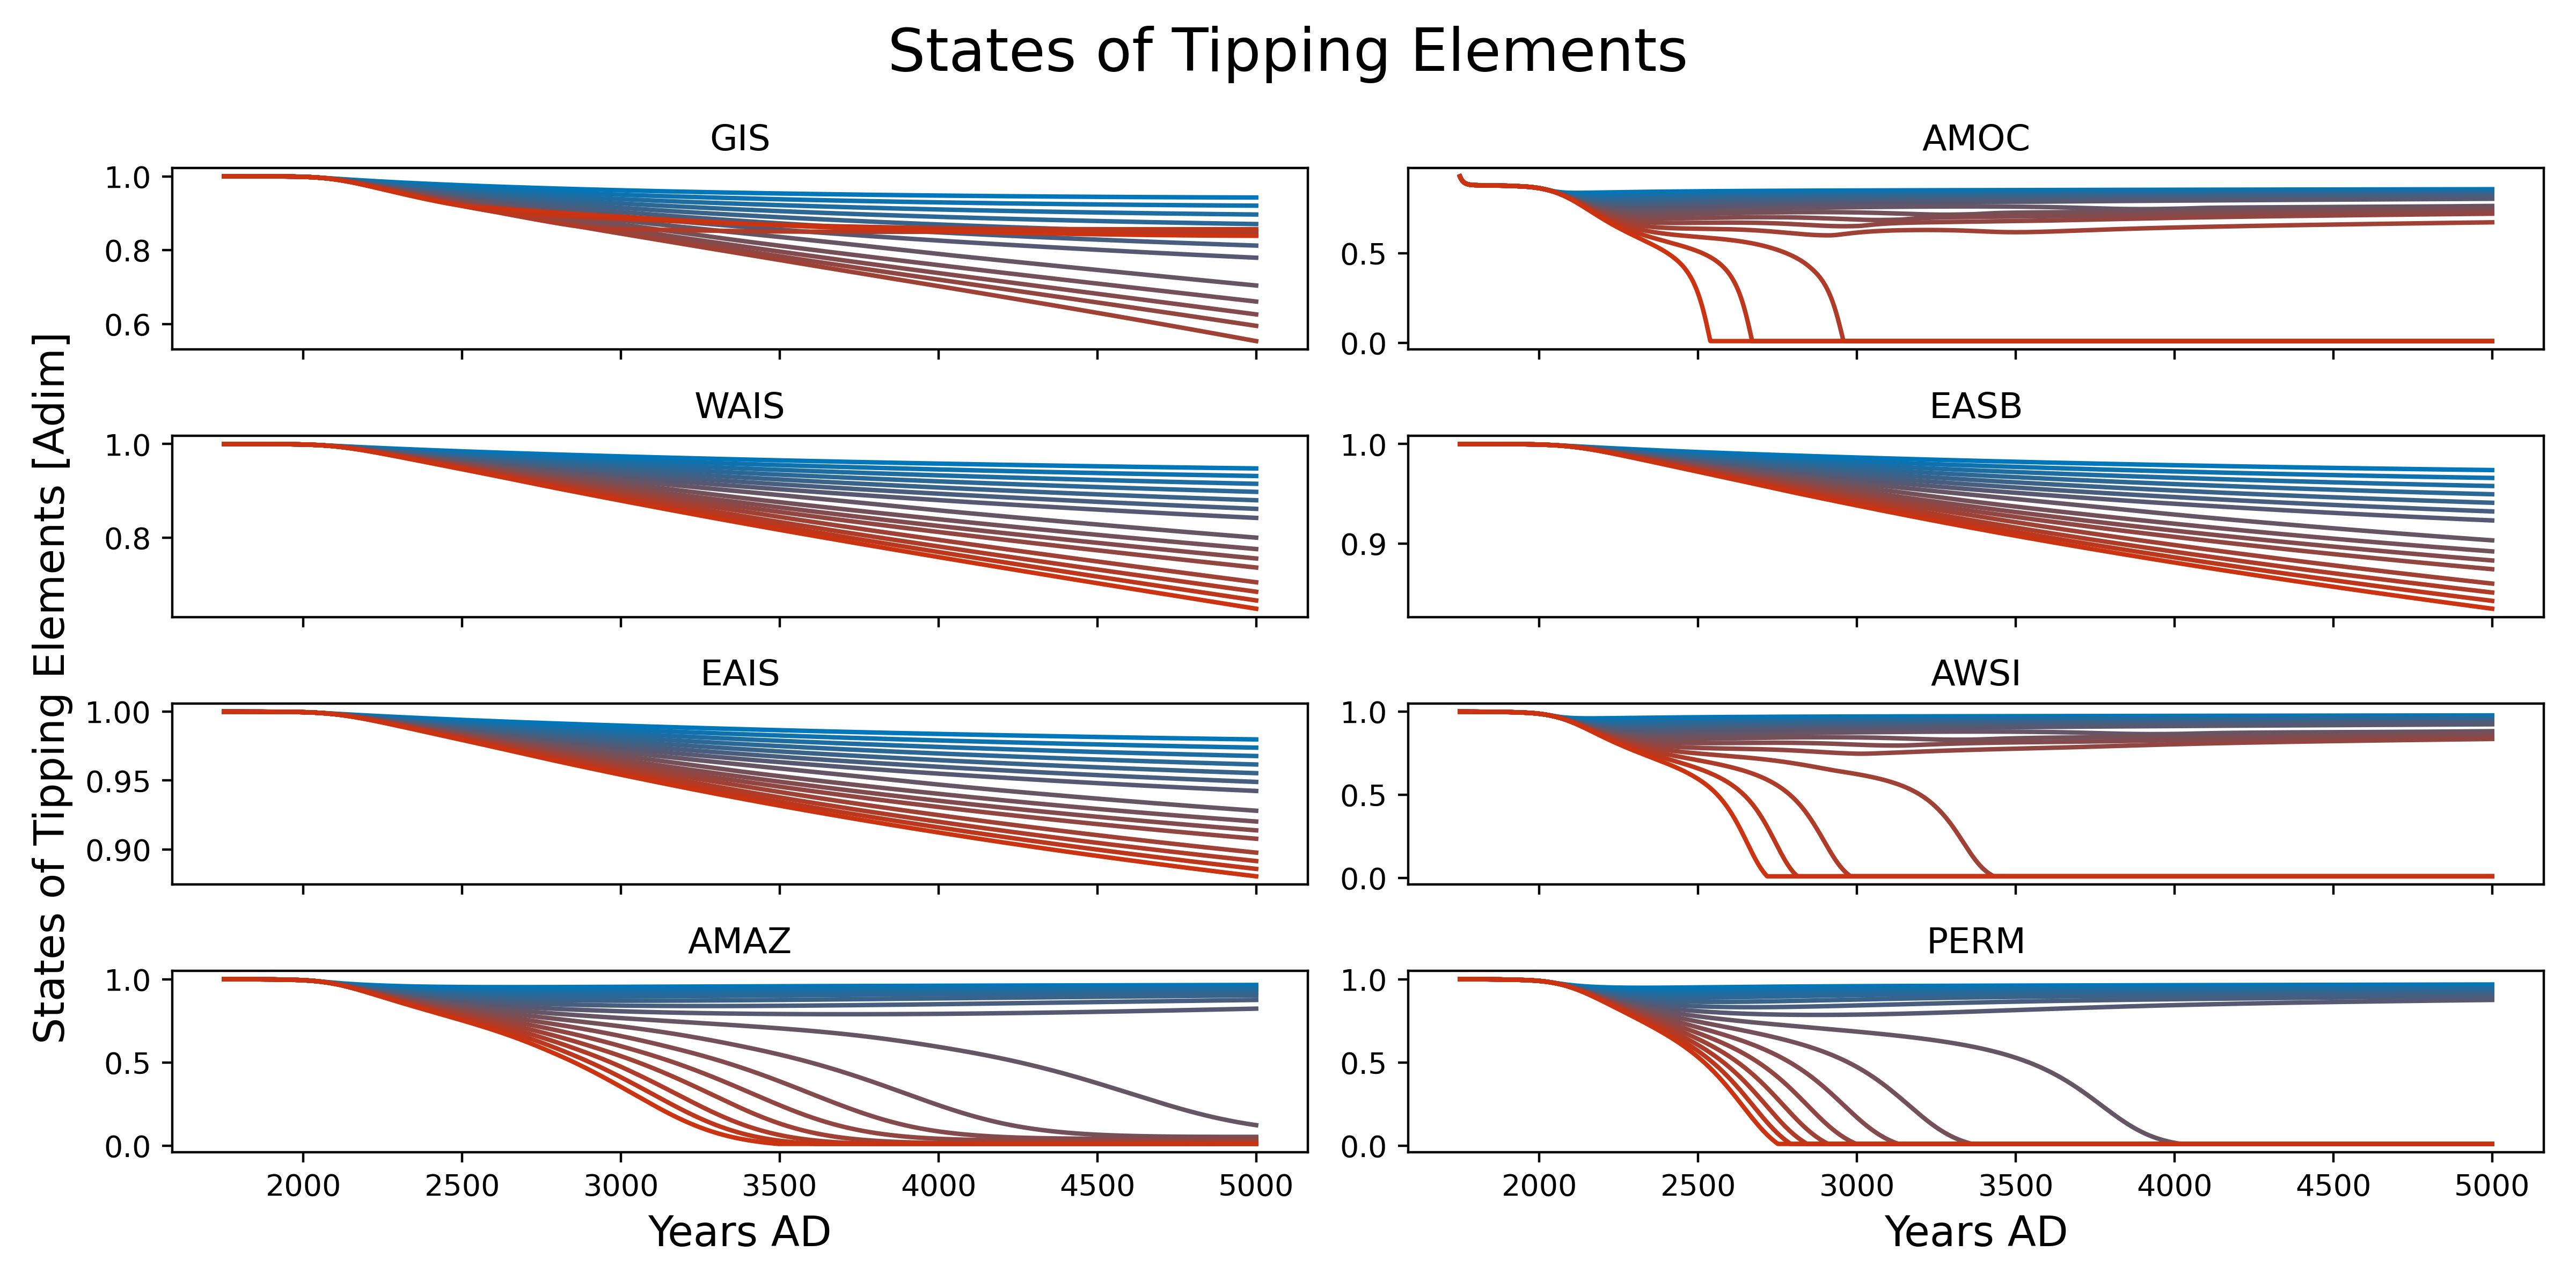 States of Tipping Elements
States of Tipping Elements [Adim]
GIS
1.0
0.8
0.6
AMOC
0.5
0.0
WAIS
1.0
0.8
EASB
1.0
0.9
EAIS
1.00
0.95
0.90
AWSI
1.0
0.5
0.0
AMAZ
1.0
0.5
0.0
2000 2500 3000 3500 4000 4500 5000
Years AD
PERM
1.0
0.5
0.0
2000 2500 3000 3500 4000 4500 5000
Years AD